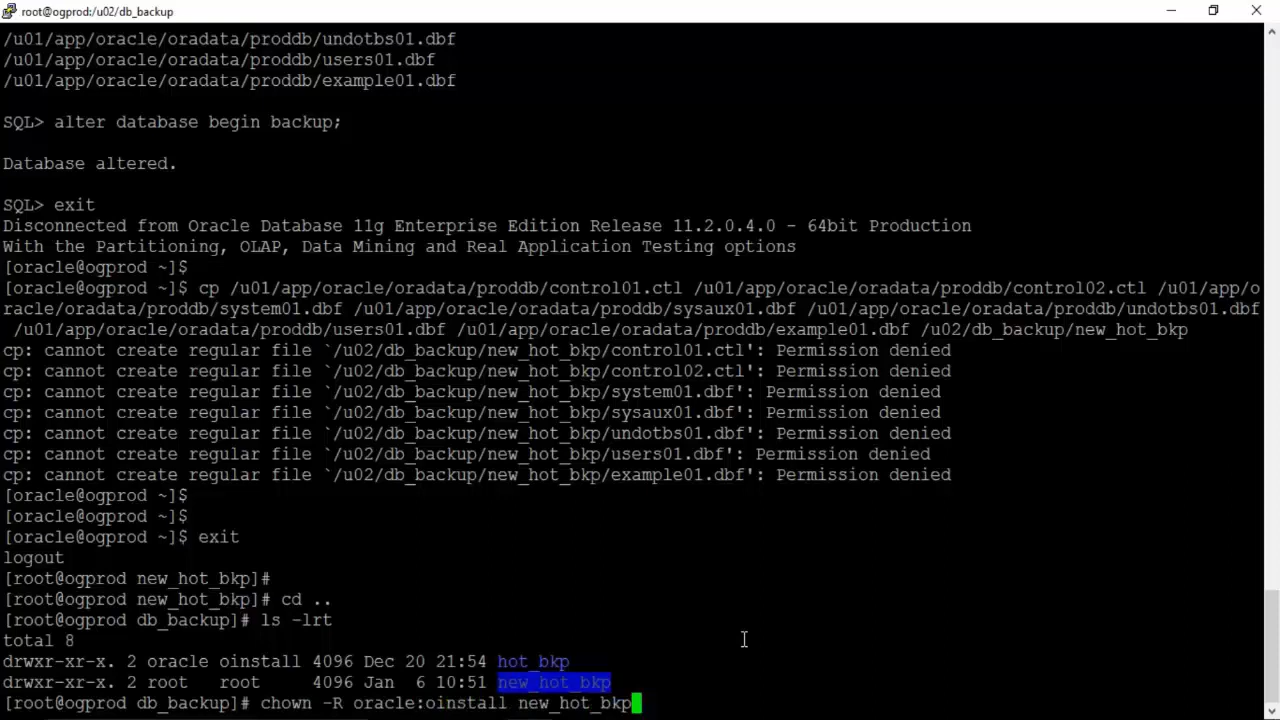 root@ogprod:/u02/db_backup
/u01/app/oracle/oradata/proddb/undotbs01.dbf
/u01/app/oracle/oradata/proddb/users01.dbf
/u01/app/oracle/oradata/proddb/example01.dbf
SQL> alter database begin backup;
Database altered.
SQL> exit
Disconnected from Oracle Database 11g Enterprise Edition Release 11.2.0.4.0 - 64bit Production
With the Partitioning, OLAP, Data Mining and Real Application Testing options
[oracle@ogprod ~]$
[oracle@ogprod ~]$ cp /u01/app/oracle/oradata/proddb/control01.ctl /u01/app/oracle/oradata/proddb/control02.ctl /u01/app/o
racle/oradata/proddb/system01.dbf /u01/app/oracle/oradata/proddb/sysaux01.dbf /u01/app/oracle/oradata/proddb/undotbs01.dbf
 /u01/app/oracle/oradata/proddb/users01.dbf /u01/app/oracle/oradata/proddb/example01.dbf /u02/db_backup/new_hot_bkp
cp: cannot create regular file `/u02/db_backup/new_hot_bkp/control01.ctl': Permission denied
cp: cannot create regular file `/u02/db_backup/new_hot_bkp/control02.ctl': Permission denied
cp: cannot create regular file `/u02/db_backup/new_hot_bkp/system01.dbf': Permission denied
cp: cannot create regular file `/u02/db_backup/new_hot_bkp/sysaux01.dbf': Permission denied
cp: cannot create regular file `/u02/db_backup/new_hot_bkp/undotbs01.dbf': Permission denied
cp: cannot create regular file `/u02/db_backup/new_hot_bkp/users01.dbf': Permission denied
cp: cannot create regular file `/u02/db_backup/new_hot_bkp/example01.dbf': Permission denied
[oracle@ogprod ~]$
[oracle@ogprod ~]$
[oracle@ogprod ~]$ exit
logout
[root@ogprod new_hot_bkp]#
[root@ogprod new_hot_bkp]# cd ..
[root@ogprod db_backup]# ls -lrt
total 8
drwxr-xr-x. 2 oracle oinstall 4096 Dec 20 21:54 hot_bkp
drwxr-xr-x. 2 root   root     4096 Jan  6 10:51 new_hot_bkp
[root@ogprod db_backup]# chown -R oracle:oinstall new_hot_bkp